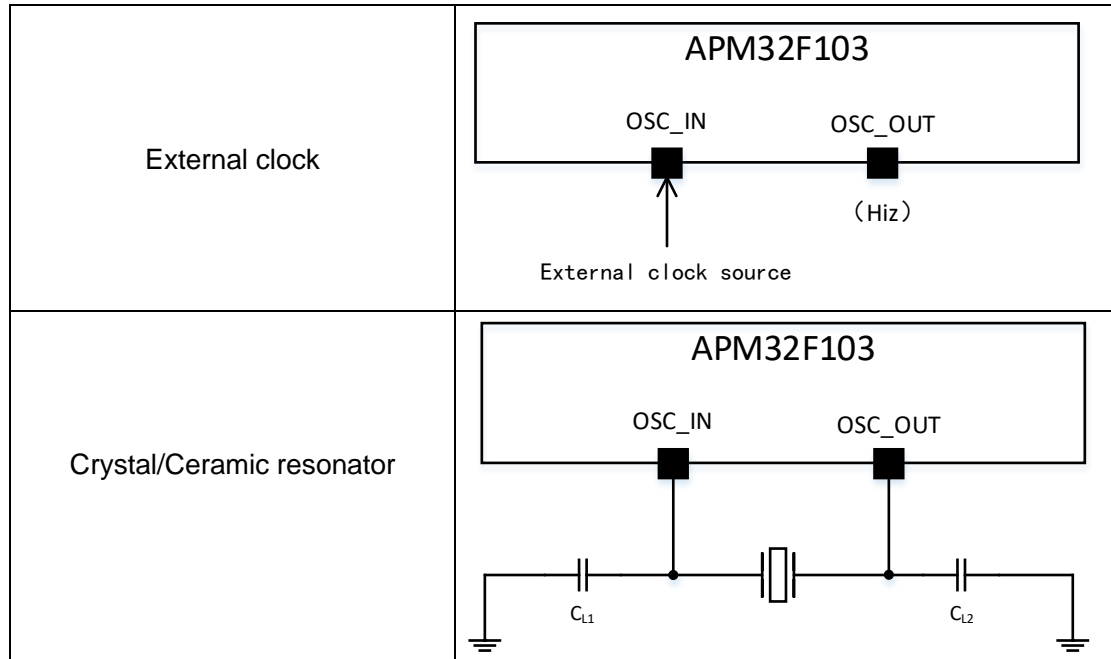 External clock
APM32F103
OSC_IN OSC_OUT
（Hiz）
External clock source
Crystal/Ceramic resonator
APM32F103
OSC_IN OSC_OUT
CL1 CL2